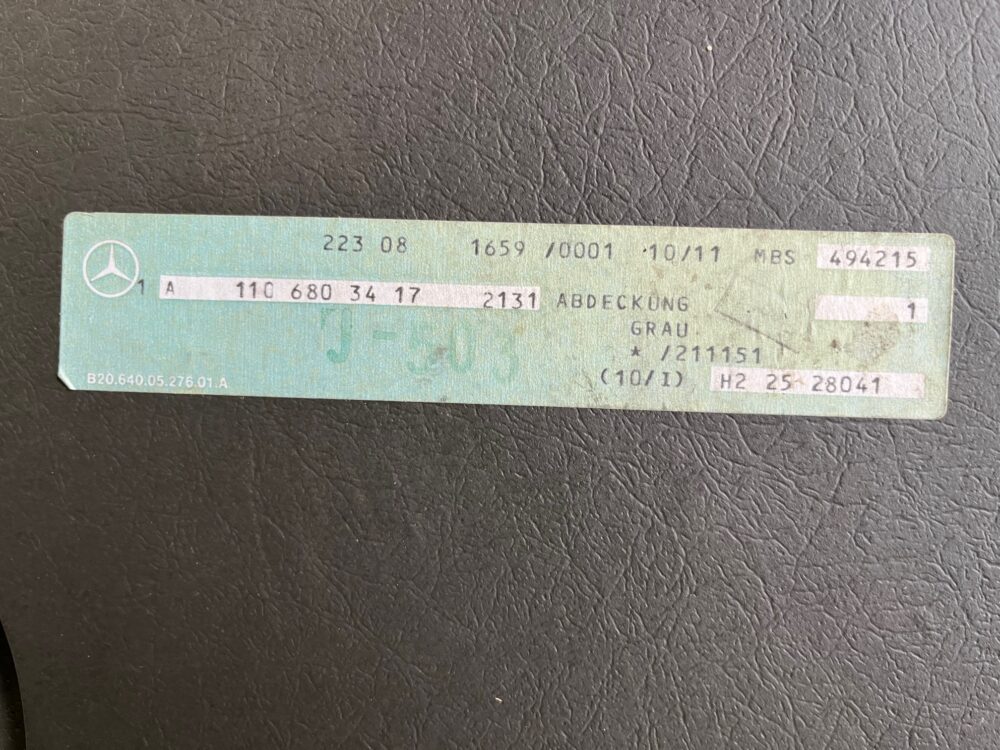 223 08 1659 /0001 10/11 MBS 494215
1 A 110 680 34 17 2131 ABDECKUNG 1
GRAU
J-503
* /211151
B20.640.05.276.01.A (10/I) H2 25 28041